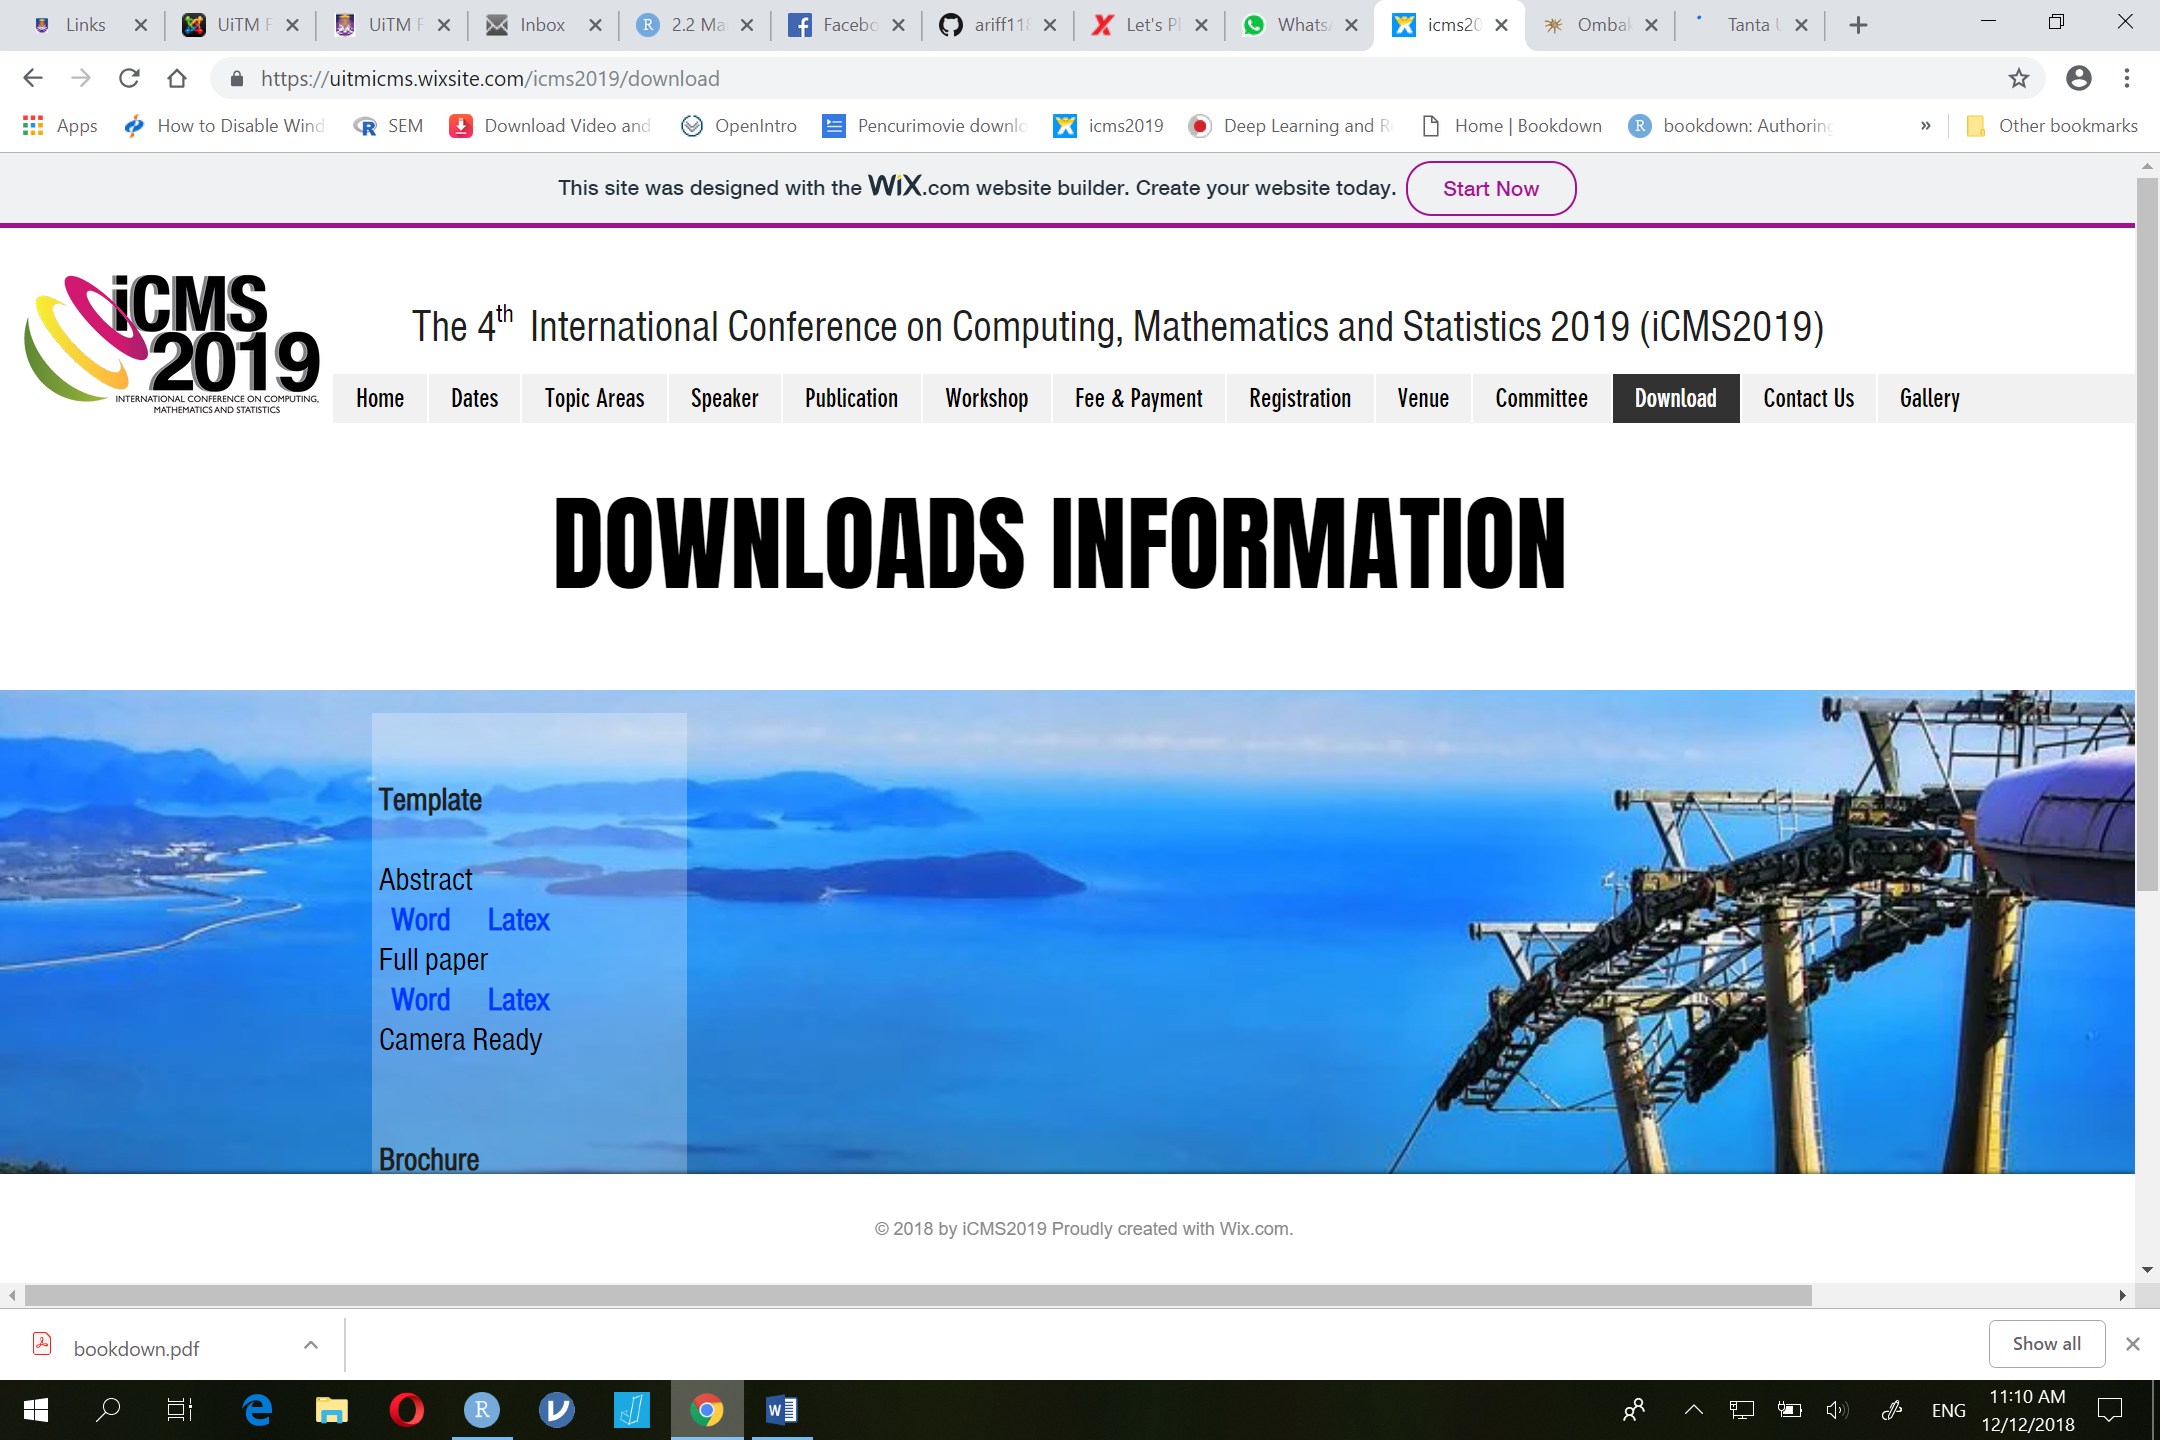 Links
UiTM F
UiTM F
Inbox
2.2 Ma
Facebo
ariff118
Let's Pl
Whats
icms20
Ombak
Tanta
https://uitmicms.wixsite.com/icms2019/download
Apps
How to Disable Wind
SEM
Download Video and
OpenIntro
Pencurimovie downlo
icms2019
Deep Learning and R
Home | Bookdown
bookdown: Authoring
»
Other bookmarks
This site was designed with the WiX.com website builder. Create your website today.
Start Now
iCMS
2019
INTERNATIONAL CONFERENCE ON COMPUTING,
MATHEMATICS AND STATISTICS
The 4th International Conference on Computing, Mathematics and Statistics 2019 (iCMS2019)
Home
Dates
Topic Areas
Speaker
Publication
Workshop
Fee & Payment
Registration
Venue
Committee
Download
Contact Us
Gallery
DOWNLOADS INFORMATION
Template
Abstract
Word Latex
Full paper
Word Latex
Camera Ready
Brochure
© 2018 by iCMS2019 Proudly created with Wix.com.
bookdown.pdf
Show all
ENG
11:10 AM
12/12/2018